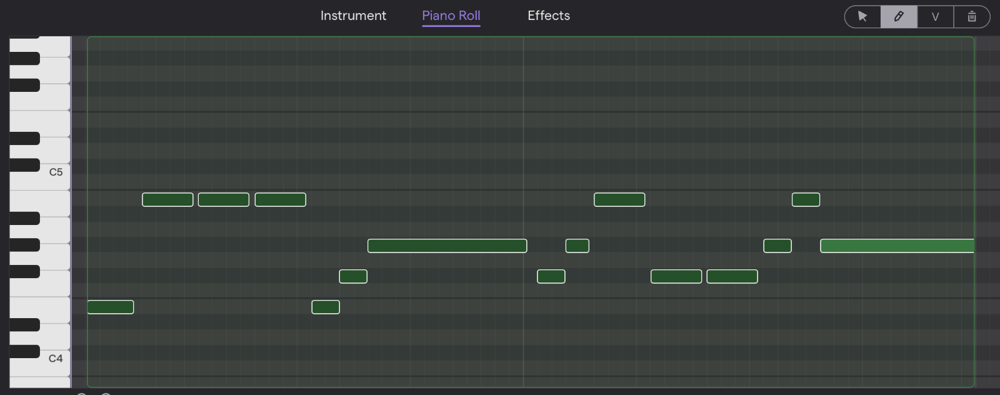 Instrument
Piano Roll
Effects
V
C5
C4